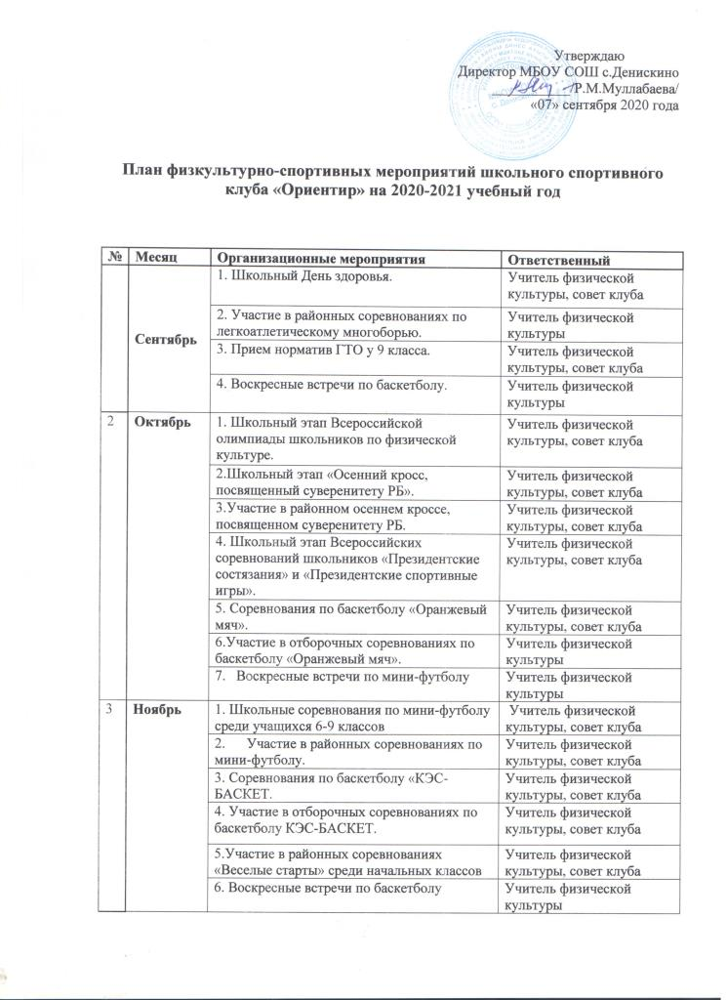 Утверждаю
Директор МБОУ СОШ с.Денискино
/Р.М.Муллабаева/
«07» сентября 2020 года
План физкультурно-спортивных мероприятий школьного спортивного
клуба «Ориентир» на 2020-2021 учебный год
№ Месяц Организационные мероприятия Ответственный
Сентябрь
1. Школьный День здоровья.
Учитель физической
культуры, совет клуба
2. Участие в районных соревнованиях по
легкоатлетическому многоборью.
Учитель физической
культуры
3. Прием норматив ГТО у 9 класса.
Учитель физической
культуры, совет клуба
4. Воскресные встречи по баскетболу.
Учитель физической
культуры
2 Октябрь
1. Школьный этап Всероссийской
олимпиады школьников по физической
культуре.
Учитель физической
культуры, совет клуба
2.Школьный этап «Осенний кросс,
посвященный суверенитету РБ».
Учитель физической
культуры, совет клуба
3.Участие в районном осеннем кроссе,
посвященном суверенитету РБ.
Учитель физической
культуры, совет клуба
4. Школьный этап Всероссийских
соревнований школьников «Президентские
состязания» и «Президентские спортивные
игры».
Учитель физической
культуры, совет клуба
5. Соревнования по баскетболу «Оранжевый
мяч».
Учитель физической
культуры, совет клуба
6.Участие в отборочных соревнованиях по
баскетболу «Оранжевый мяч».
Учитель физической
культуры
7. Воскресные встречи по мини-футболу
Учитель физической
культуры
3 Ноябрь
1. Школьные соревнования по мини-футболу
среди учащихся 6-9 классов
Учитель физической
культуры, совет клуба
2. Участие в районных соревнованиях по
мини-футболу.
Учитель физической
культуры, совет клуба
3. Соревнования по баскетболу «КЭС-
БАСКЕТ.
Учитель физической
культуры, совет клуба
4. Участие в отборочных соревнованиях по
баскетболу КЭС-БАСКЕТ.
Учитель физической
культуры, совет клуба
5.Участие в районных соревнованиях
«Веселые старты» среди начальных классов
Учитель физической
культуры, совет клуба
6. Воскресные встречи по баскетболу
Учитель физической
культуры